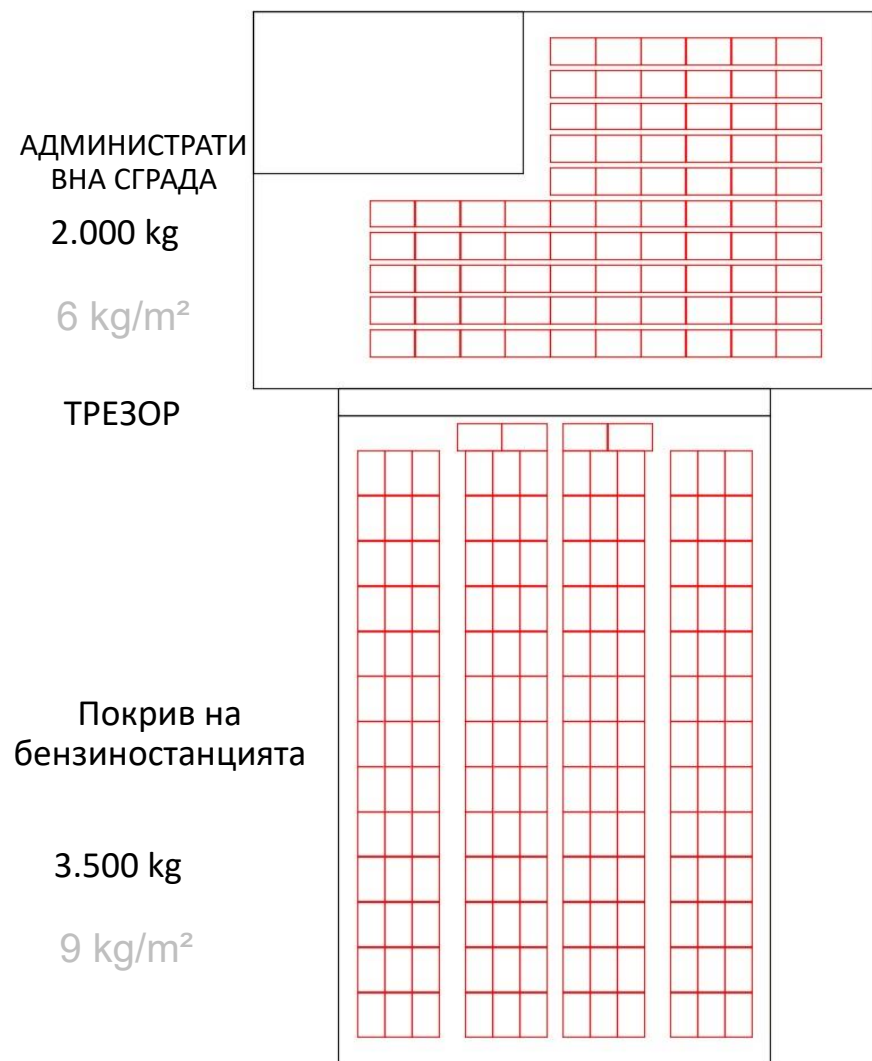 АДМИНИСТРАТИ
ВНА СГРАДА
2.000 kg
6 kg/m²
ТРЕЗОР
Покрив на
бензиностанцията
3.500 kg
9 kg/m²